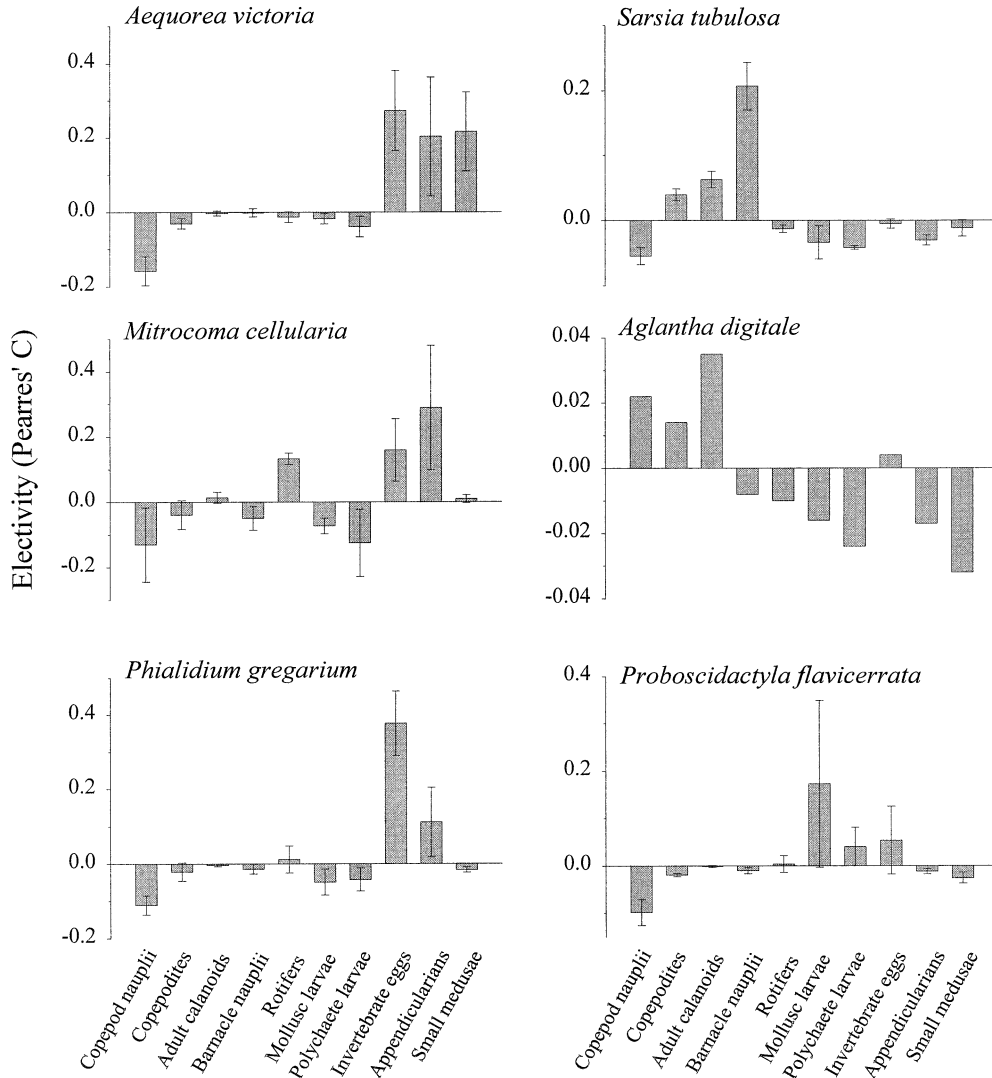 Aequorea victoria
0.4
0.2
0.0
-0.2
Sarsia tubulosa
0.2
0.0
Electivity (Pearres' C)
Mitrocoma cellularia
0.4
0.2
0.0
-0.2
Aglantha digitale
0.04
0.02
0.00
-0.02
-0.04
Phialidium gregarium
0.4
0.2
0.0
-0.2
Proboscidactyla flavicerrata
0.4
0.2
0.0
Copepod nauplii
Copepodites
Adult calanoids
Barnacle nauplii
Rotifers
Mollusc larvae
Polychaete larvae
Invertebrate eggs
Appendicularians
Small medusae
Copepod nauplii
Copepodites
Adult calanoids
Barnacle nauplii
Rotifers
Mollusc larvae
Polychaete larvae
Invertebrate eggs
Appendicularians
Small medusae